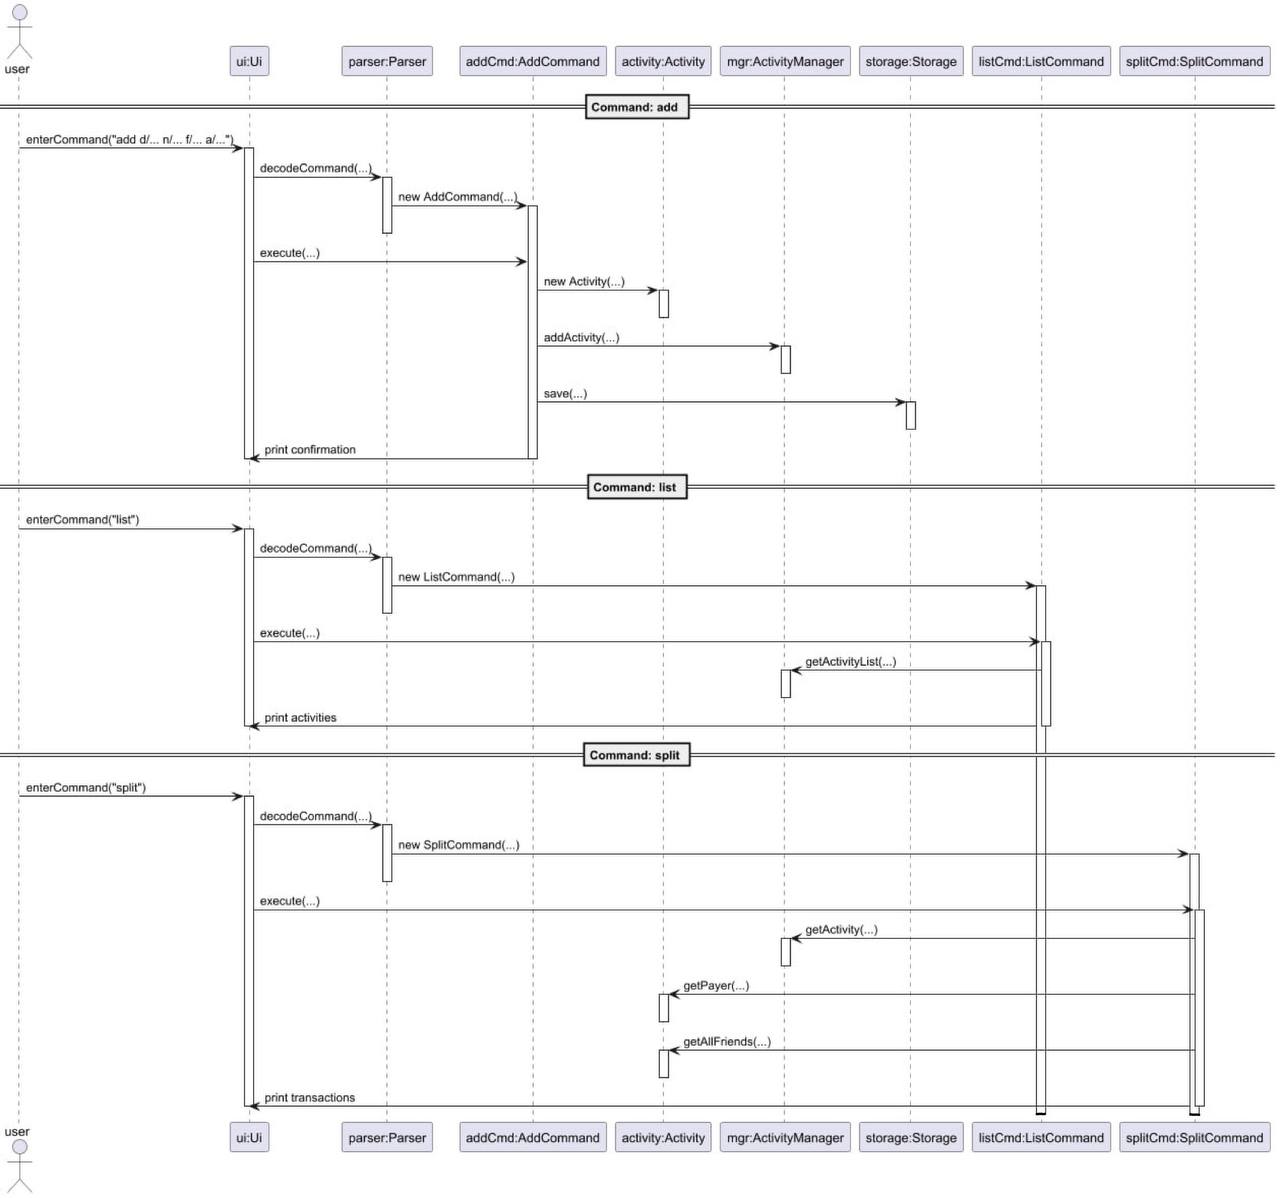 user
ui:Ui
parser:Parser
addCmd:AddCommand
activity:Activity
mgr:ActivityManager
storage:Storage
listCmd:ListCommand
splitCmd:SplitCommand
Command: add
enterCommand("add d/... n/... f/... a/...")
decodeCommand(...)
new AddCommand(...)
execute(...)
new Activity(...)
addActivity(...)
save(...)
print confirmation
Command: list
enterCommand("list")
decodeCommand(...)
new ListCommand(...)
execute(...)
getActivityList(...)
print activities
Command: split
enterCommand("split")
decodeCommand(...)
new SplitCommand(...)
execute(...)
getActivity(...)
getPayer(...)
getAllFriends(...)
print transactions
user
ui:Ui
parser:Parser
addCmd:AddCommand
activity:Activity
mgr:ActivityManager
storage:Storage
listCmd:ListCommand
splitCmd:SplitCommand